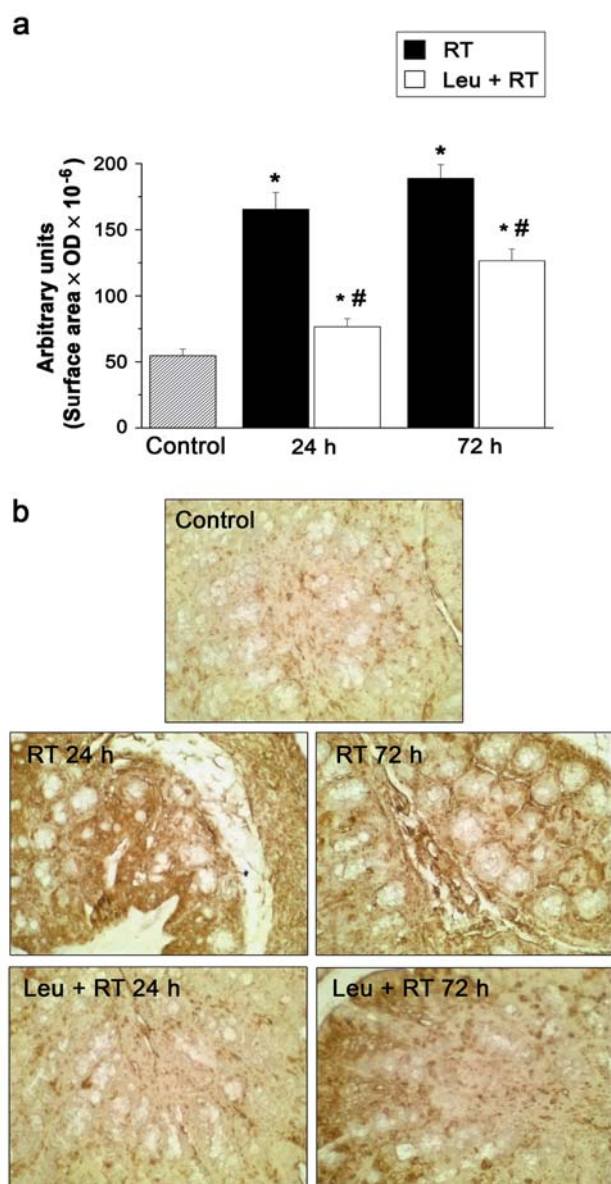 a
RT
Leu + RT
Arbitrary units
(Surface area × OD × 10-6)
200
150
100
50
0
*
* #
*
* #
Control
24 h
72 h
b
Control
RT 24 h
RT 72 h
Leu + RT 24 h
Leu + RT 72 h